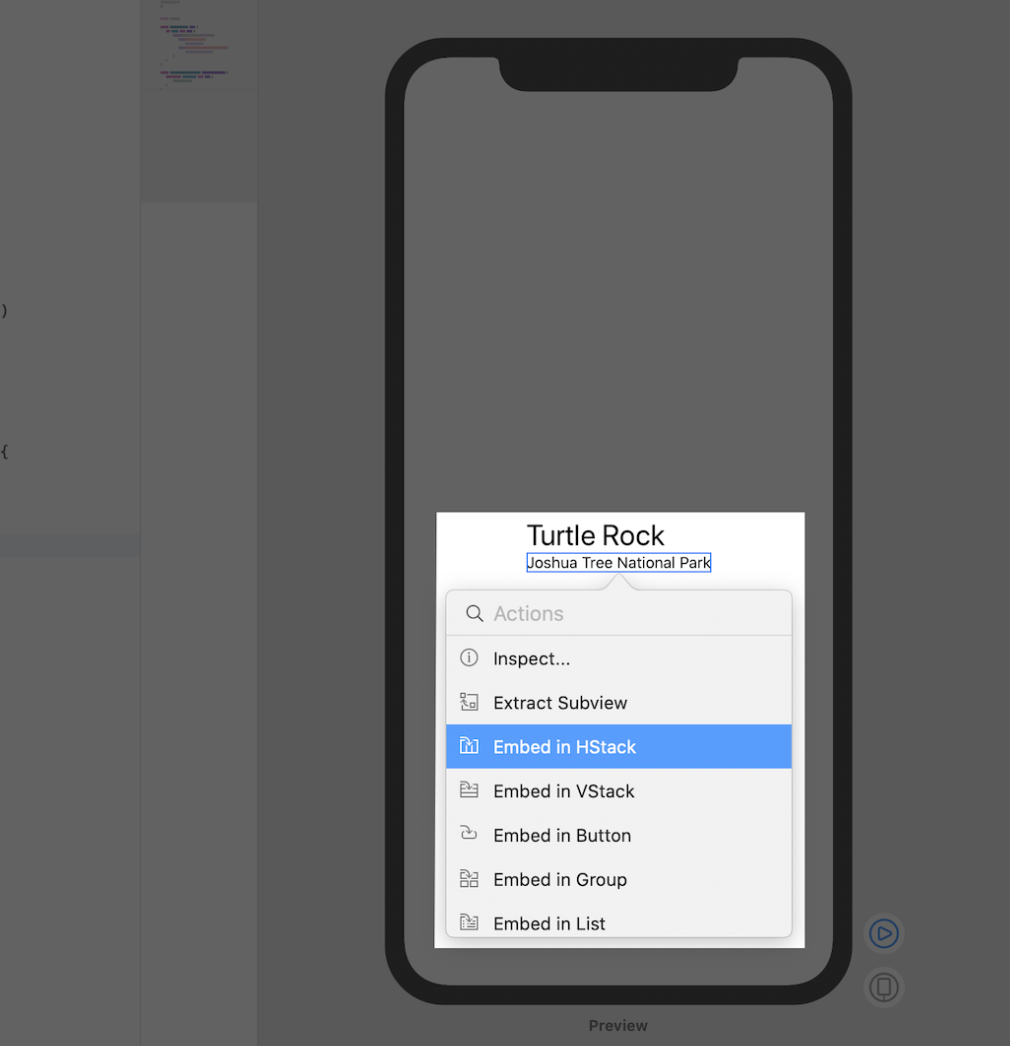 )
{
Turtle Rock
Joshua Tree National Park
Actions
Inspect...
Extract Subview
Embed in HStack
Embed in VStack
Embed in Button
Embed in Group
Embed in List
Preview